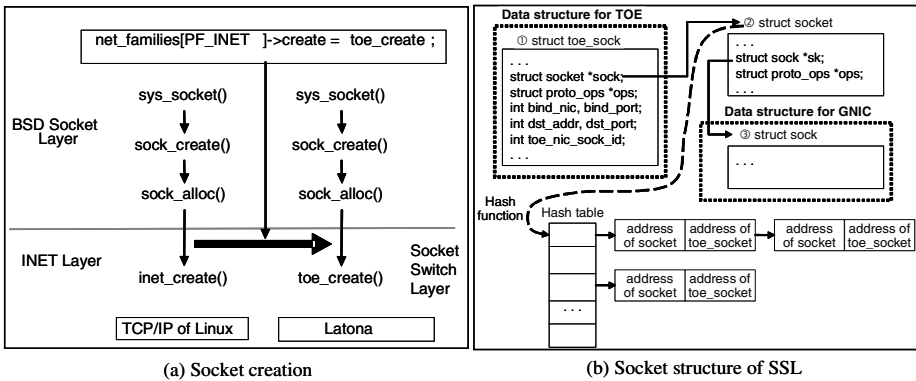 net_families[PF_INET ]->create = toe_create ;
BSD Socket
Layer
sys_socket()
sock_create()
sock_alloc()
sys_socket()
sock_create()
sock_alloc()
INET Layer
inet_create()
toe_create()
Socket
Switch
Layer
TCP/IP of Linux
Latona
(a) Socket creation
Data structure for TOE
① struct toe_sock
. . .
struct socket *sock;
struct proto_ops *ops;
int bind_nic, bind_port;
int dst_addr, dst_port;
int toe_nic_sock_id;
. . .
② struct socket
. . .
struct sock *sk;
struct proto_ops *ops;
. . .
Data structure for GNIC
③ struct sock
. . .
Hash
function
Hash table
. . .
address
of socket
address of
toe_socket
address
of socket
address of
toe_socket
address
of socket
address of
toe_socket
(b) Socket structure of SSL